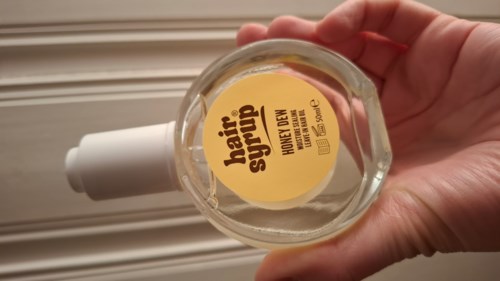 hair®
syrup
HONEY DEW
MOISTURE SEALING
LEAVE IN HAIR OIL
50ml℮